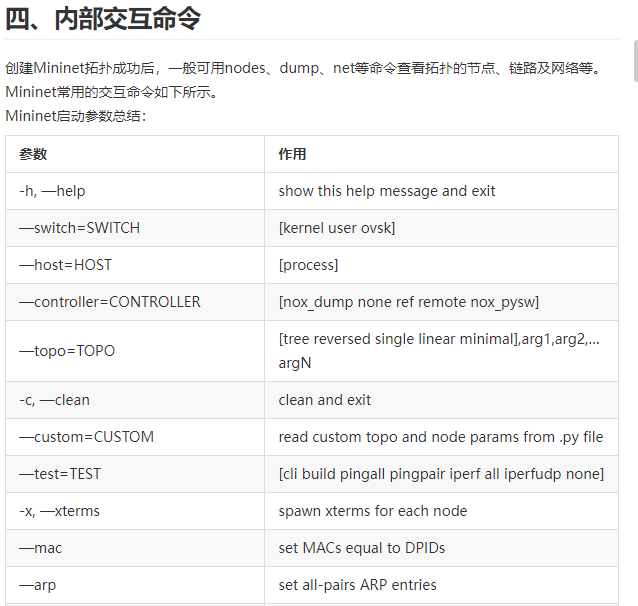 四、内部交互命令
创建Mininet拓扑成功后，一般可用nodes、dump、net等命令查看拓扑的节点、链路及网络等。
Mininet常用的交互命令如下所示。
Mininet启动参数总结：
参数 作用
-h, —help show this help message and exit
—switch=SWITCH [kernel user ovsk]
—host=HOST [process]
—controller=CONTROLLER [nox_dump none ref remote nox_pysw]
—topo=TOPO [tree reversed single linear minimal],arg1,arg2,…
argN
-c, —clean clean and exit
—custom=CUSTOM read custom topo and node params from .py file
—test=TEST [cli build pingall pingpair iperf all iperfudp none]
-x, —xterms spawn xterms for each node
—mac set MACs equal to DPIDs
—arp set all-pairs ARP entries